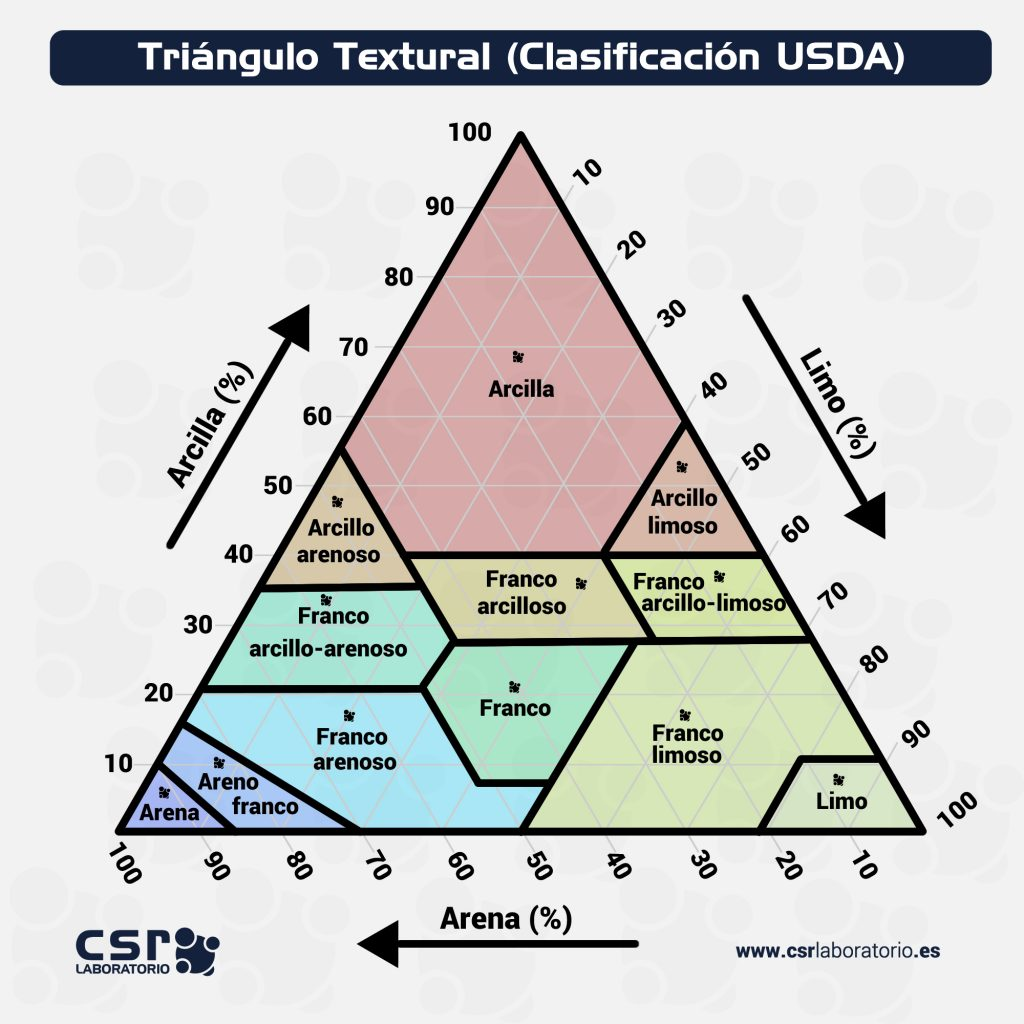 Triángulo Textural (Clasificación USDA)
100
90
80
70
60
50
40
30
20
10
10
20
30
40
50
60
70
80
90
100
Arcilla (%)
Limo (%)
Arcilla
Arcillo
limoso
Arcillo
arenoso
Franco
arcilloso
Franco
arcillo-limoso
Franco
arcillo-arenoso
Franco
Franco
arenoso
Franco
limoso
Areno
franco
Arena
Limo
100
90
80
70
60
50
40
30
20
10
Arena (%)
csr
LABORATORIO
www.csrlaboratorio.es